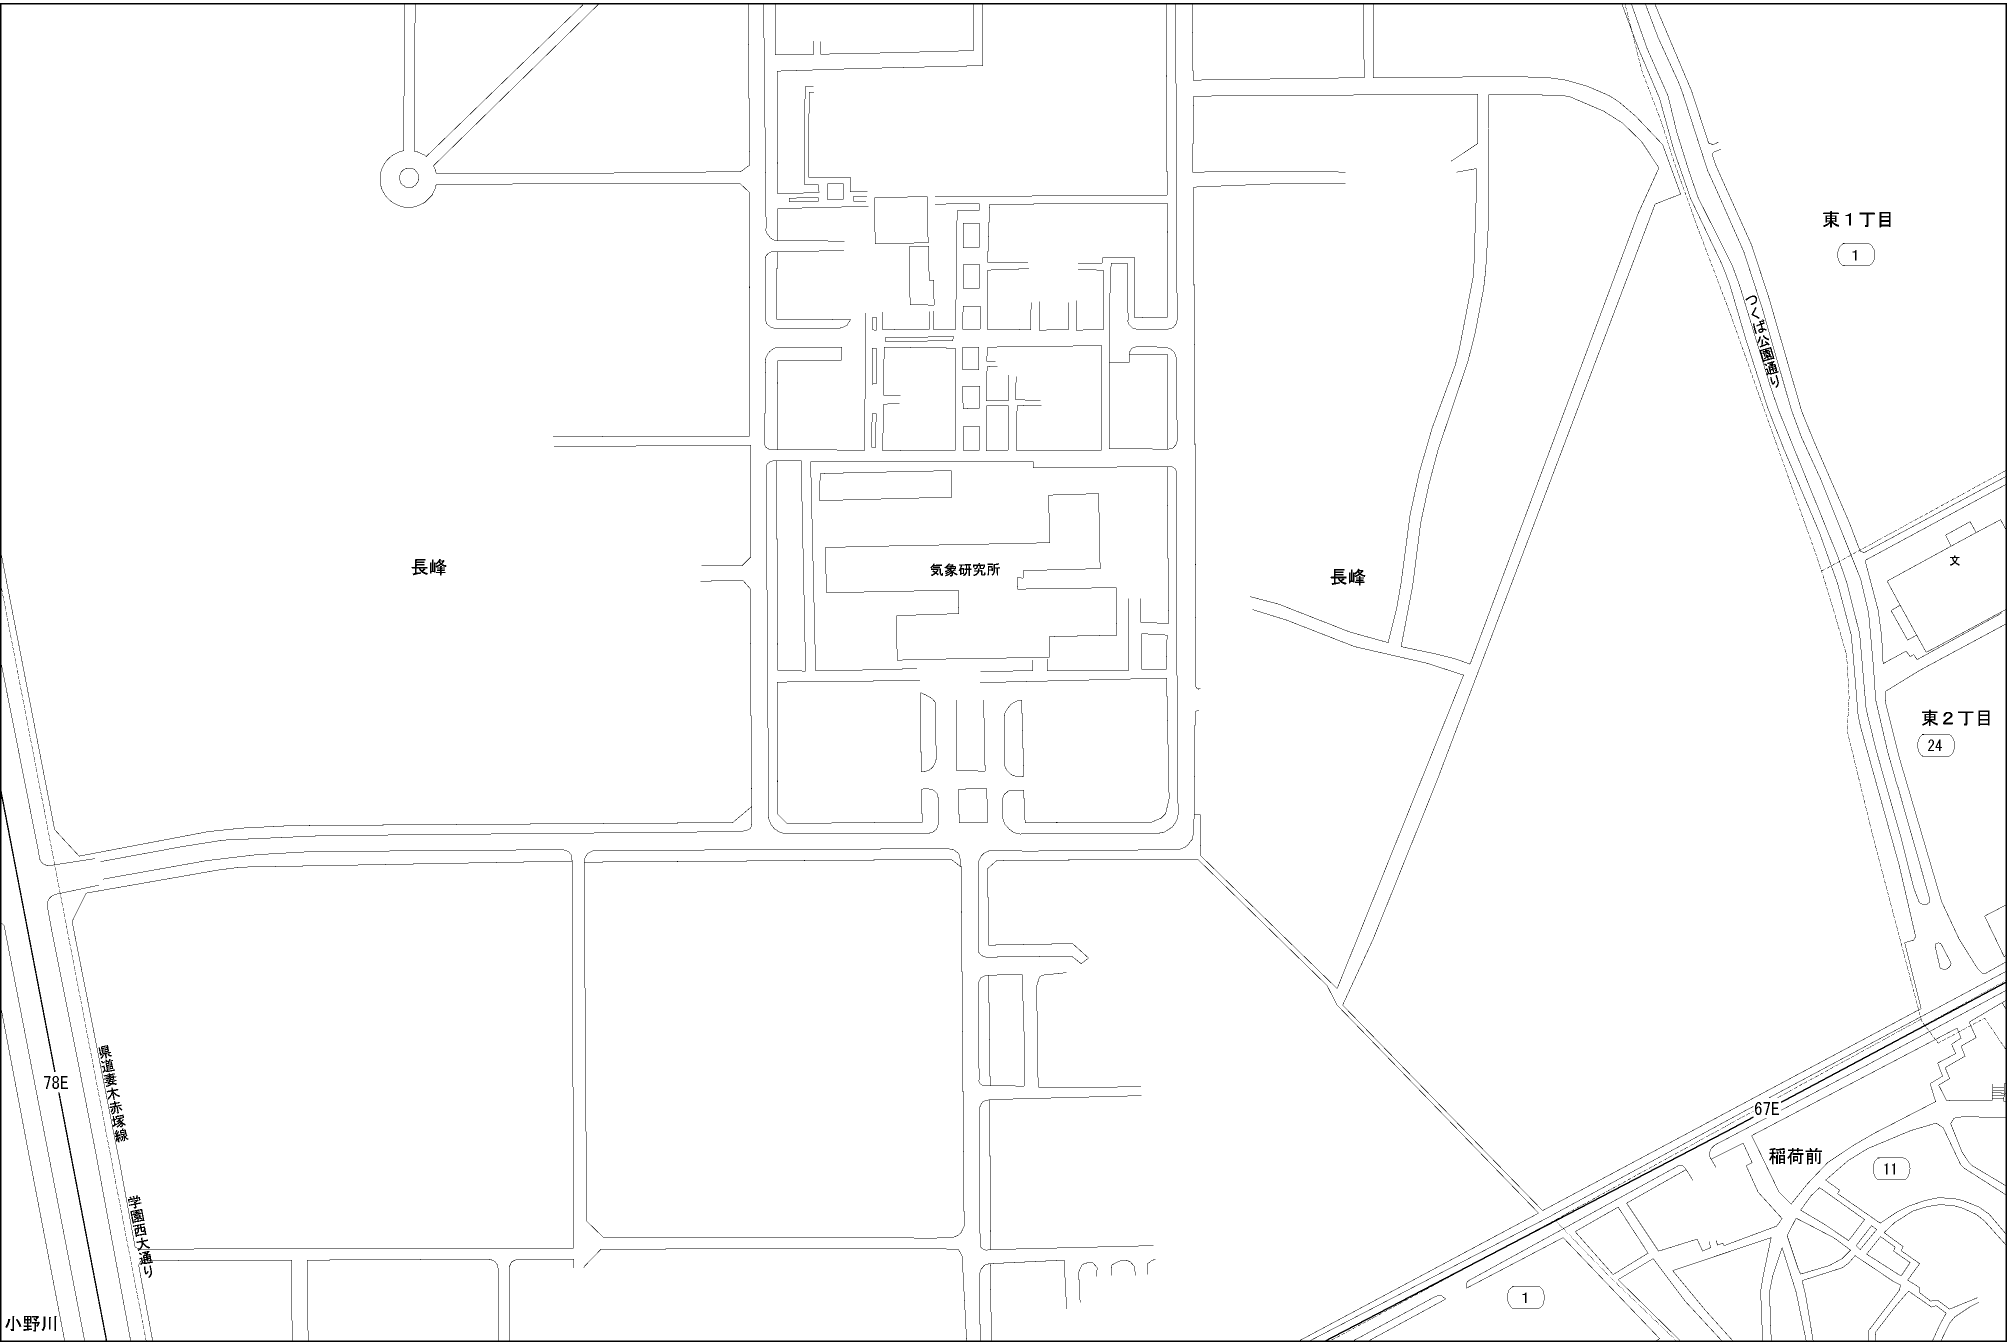 東1丁目
1
つくば公園通り
文
長峰
気象研究所
長峰
東2丁目
24
78E
県道妻木赤塚線
67E
稲荷前
11
学園西大通り
1
小野川